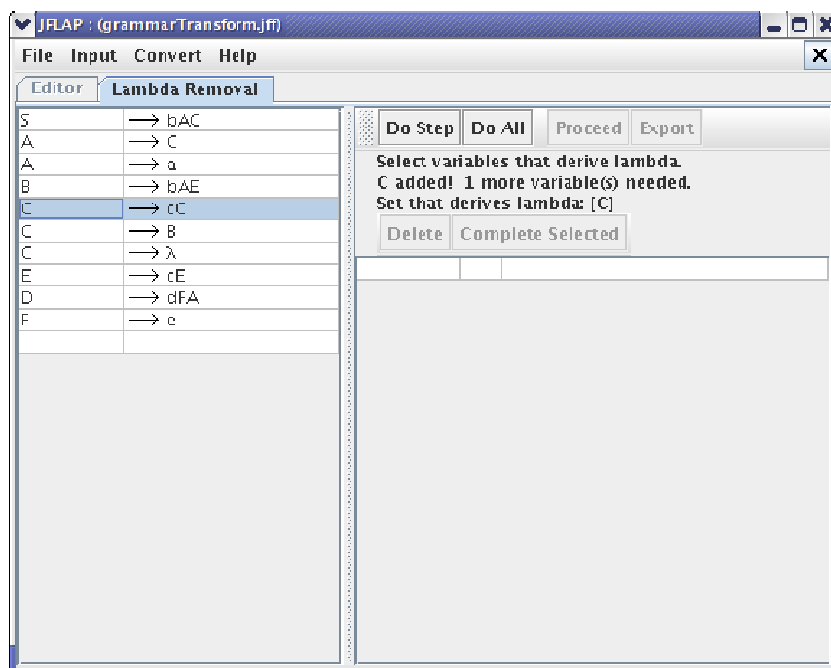 JFLAP : (grammarTransform.jff)
File Input Convert Help
Editor Lambda Removal
S → bAC
A → C
A → a
B → bAE
C → cC
C → B
C → λ
E → cE
D → dFA
F → e
Do Step Do All Proceed Export
Select variables that derive lambda.
C added! 1 more variable(s) needed.
Set that derives lambda: [C]
Delete Complete Selected